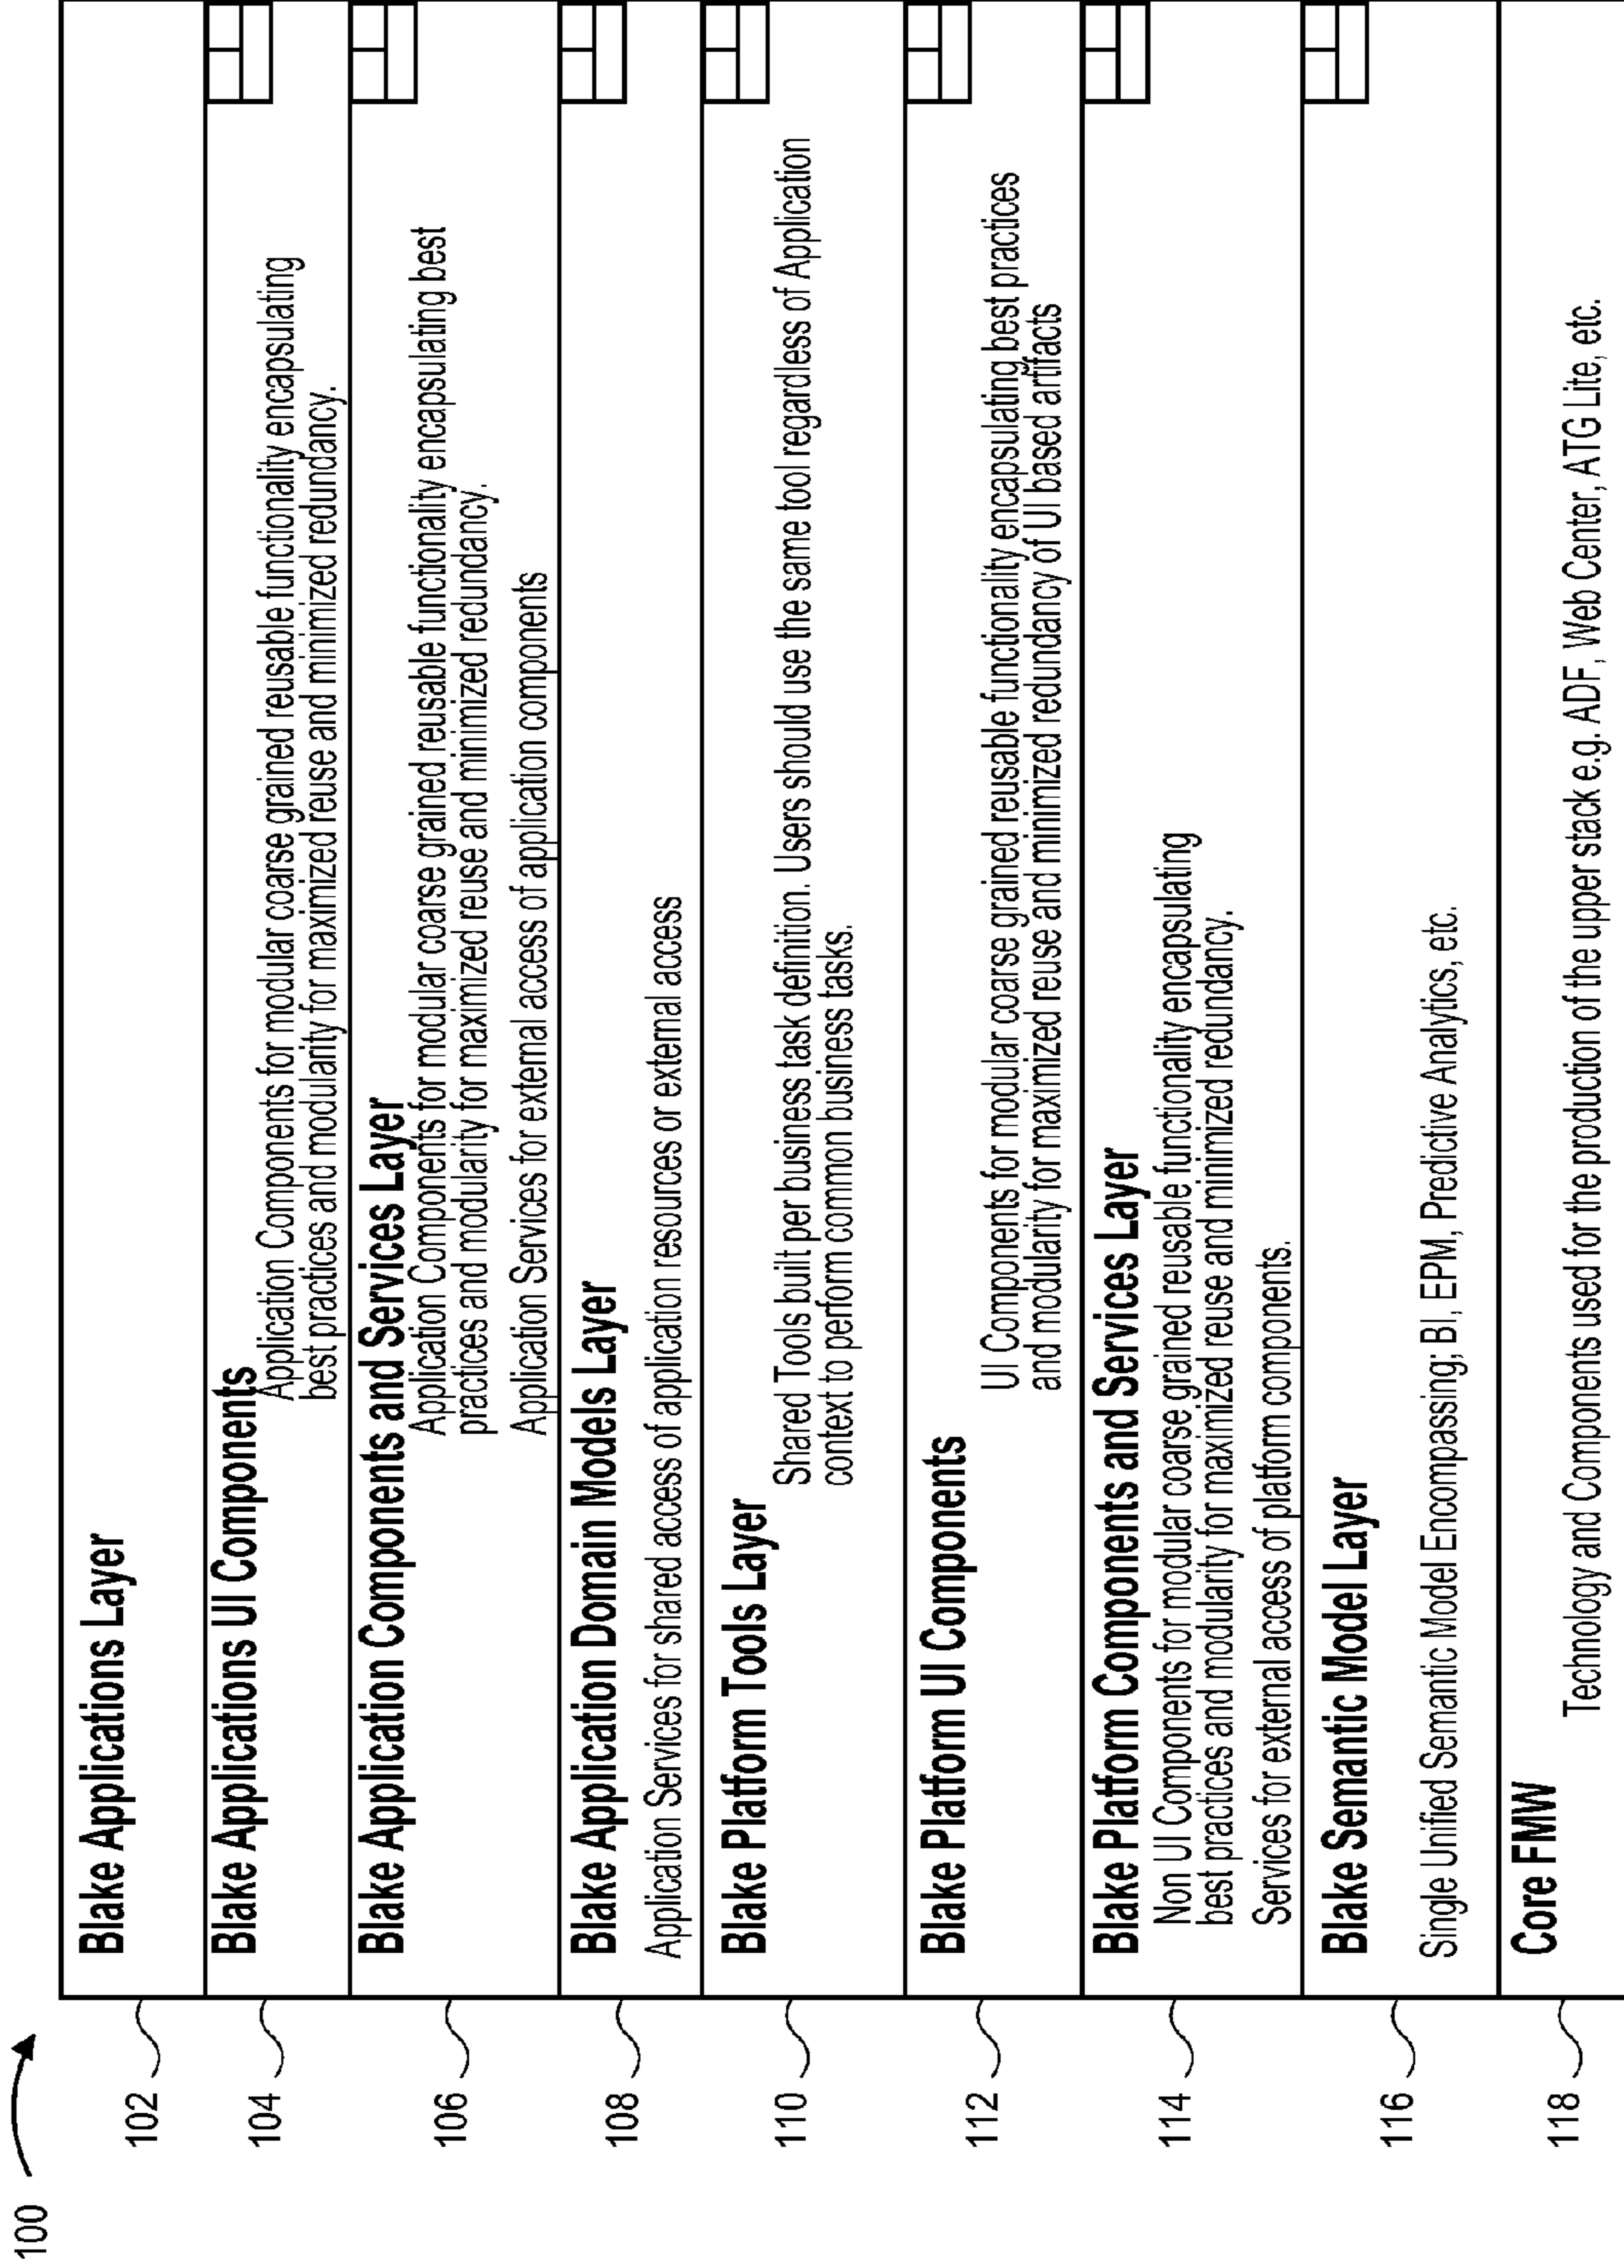 100
102
Blake Applications Layer
104
Blake Applications UI Components
Application Components for modular coarse grained reusable functionality encapsulating
best practices and modularity for maximized reuse and minimized redundancy.
106
Blake Application Components and Services Layer
Application Components for modular coarse grained reusable functionality encapsulating best
practices and modularity for maximized reuse and minimized redundancy.
Application Services for external access of application components
108
Blake Application Domain Models Layer
Application Services for shared access of application resources or external access
110
Blake Platform Tools Layer
Shared Tools built per business task definition. Users should use the same tool regardless of Application
context to perform common business tasks.
112
Blake Platform UI Components
UI Components for modular coarse grained reusable functionality encapsulating best practices
and modularity for maximized reuse and minimized redundancy of UI based artifacts
114
Blake Platform Components and Services Layer
Non UI Components for modular coarse grained reusable functionality encapsulating
best practices and modularity for maximized reuse and minimized redundancy.
Services for external access of platform components.
116
Blake Semantic Model Layer
Single Unified Semantic Model Encompassing; BI, EPM, Predictive Analytics, etc.
118
Core FMW
Technology and Components used for the production of the upper stack e.g. ADF, Web Center, ATG Lite, etc.